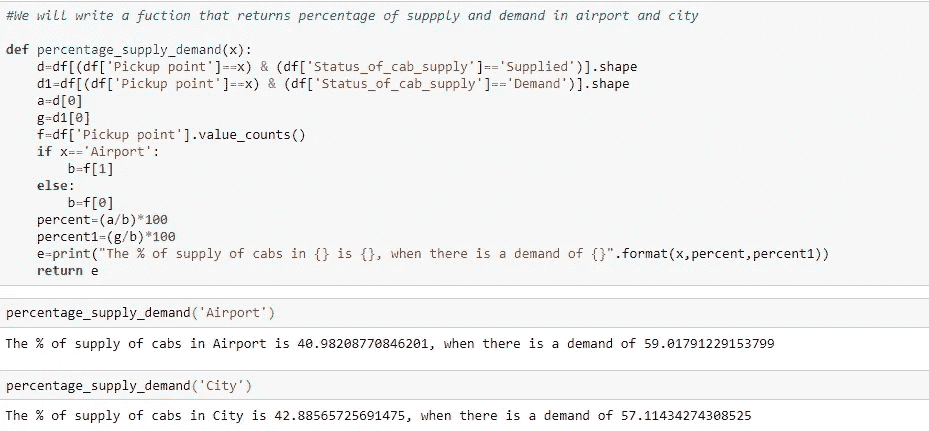 #We will write a fuction that returns percentage of suppply and demand in airport and city
def percentage_supply_demand(x):
    d=df[(df['Pickup point']==x) & (df['Status_of_cab_supply']=='Supplied')].shape
    d1=df[(df['Pickup point']==x) & (df['Status_of_cab_supply']=='Demand')].shape
    a=d[0]
    g=d1[0]
    f=df['Pickup point'].value_counts()
    if x=='Airport':
        b=f[1]
    else:
        b=f[0]
    percent=(a/b)*100
    percent1=(g/b)*100
    e=print("The % of supply of cabs in {} is {}, when there is a demand of {}".format(x,percent,percent1))
    return e
percentage_supply_demand('Airport')
The % of supply of cabs in Airport is 40.98208770846201, when there is a demand of 59.01791229153799
percentage_supply_demand('City')
The % of supply of cabs in City is 42.88565725691475, when there is a demand of 57.11434274308525